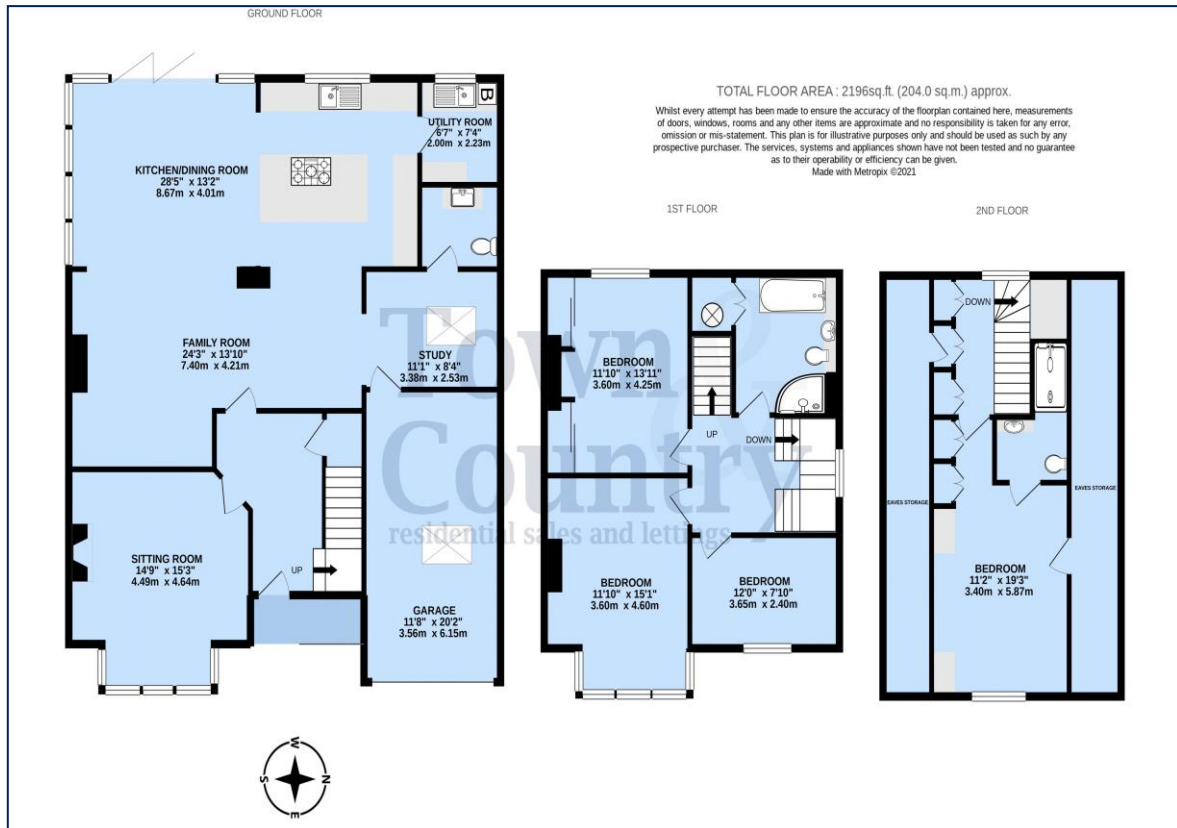 GROUND FLOOR
TOTAL FLOOR AREA : 2196sq.ft. (204.0 sq.m.) approx.
Whilst every attempt has been made to ensure the accuracy of the floorplan contained here, measurements
of doors, windows, rooms and any other items are approximate and no responsibility is taken for any error,
omission or mis-statement. This plan is for illustrative purposes only and should be used as such by any
prospective purchaser. The services, systems and appliances shown have not been tested and no guarantee
as to their operability or efficiency can be given.
Made with Metropix ©2021
B
UTILITY ROOM
6'7" x 7'4"
2.00m x 2.23m
KITCHEN/DINING ROOM
28'5" x 13'2"
8.67m x 4.01m
FAMILY ROOM
24'3" x 13'10"
7.40m x 4.21m
STUDY
11'1" x 8'4"
3.38m x 2.53m
SITTING ROOM
14'9" x 15'3"
4.49m x 4.64m
UP
GARAGE
11'8" x 20'2"
3.56m x 6.15m
1ST FLOOR
BEDROOM
11'10" x 13'11"
3.60m x 4.25m
UP
DOWN
BEDROOM
11'10" x 15'1"
3.60m x 4.60m
BEDROOM
12'0" x 7'10"
3.65m x 2.40m
2ND FLOOR
DOWN
EAVES STORAGE
EAVES STORAGE
BEDROOM
11'2" x 19'3"
3.40m x 5.87m
Town &
Country
residential sales and lettings
W
S
N
E